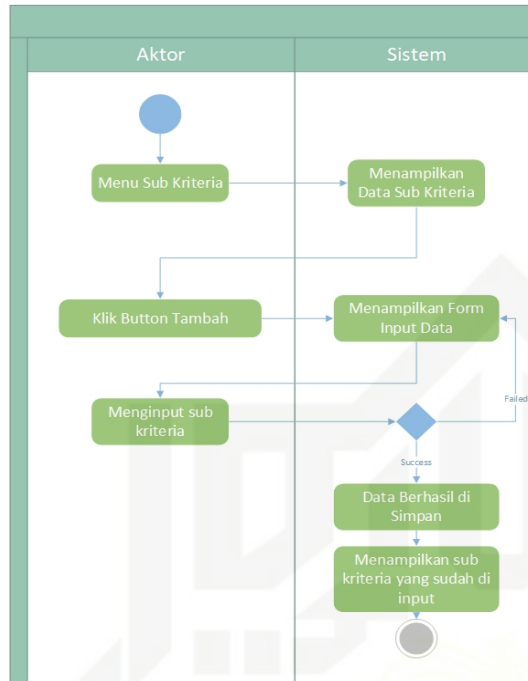 Aktor
Sistem
Menu Sub Kriteria
Menampilkan
Data Sub Kriteria
Klik Button Tambah
Menampilkan Form
Input Data
Menginput sub
kriteria
Failed
Success
Data Berhasil di
Simpan
Menampilkan sub
kriteria yang sudah di
input